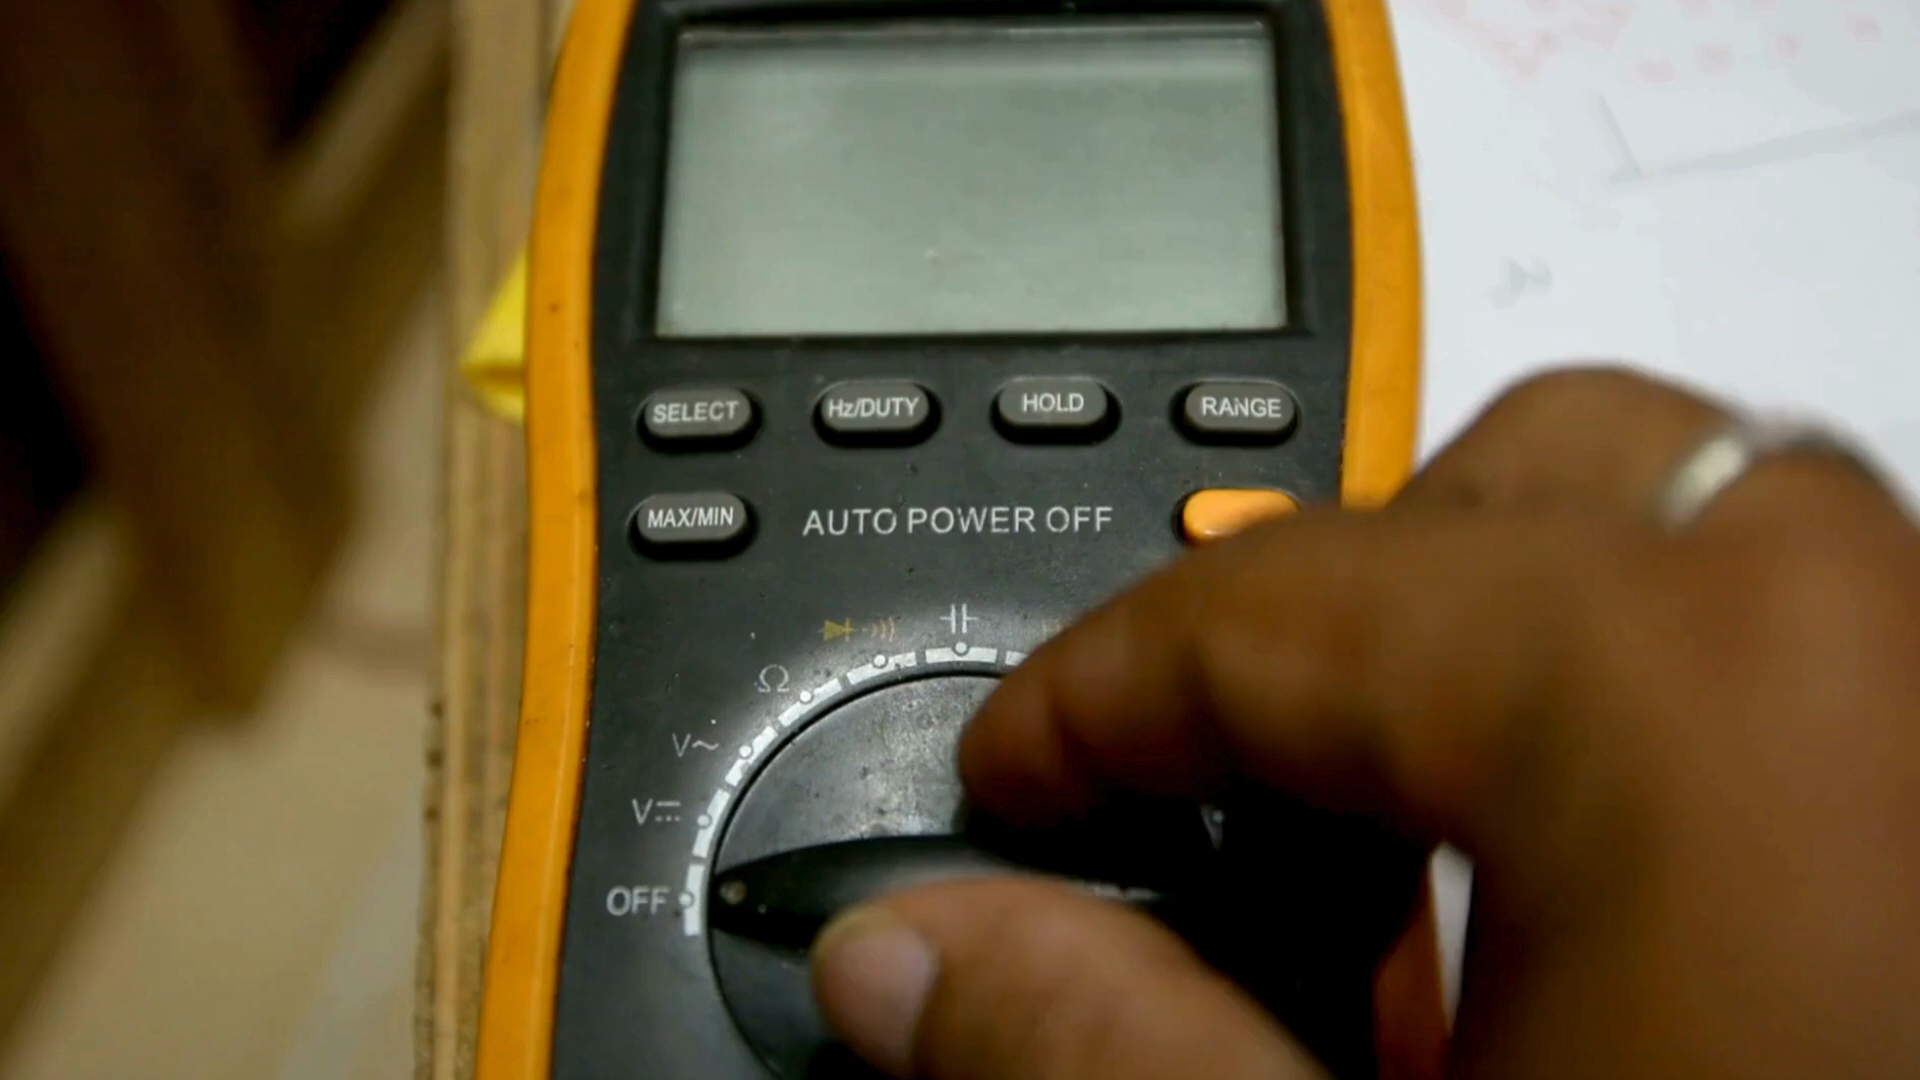 SELECT Hz/DUTY HOLD RANGE
MAX/MIN AUTO POWER OFF
Ω
V~
V⎓
OFF